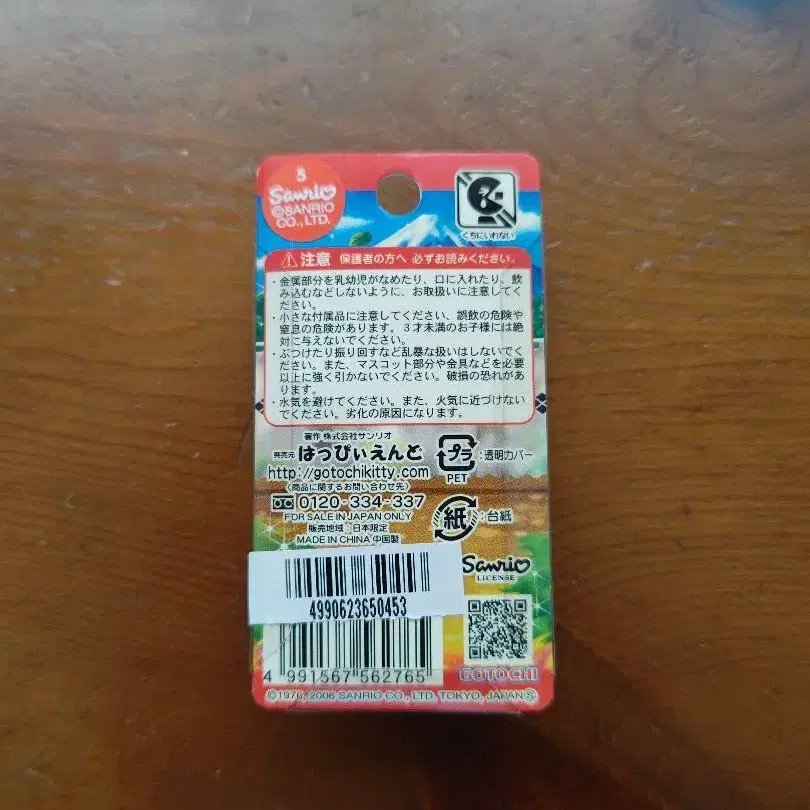 5
Sanrio
©SANRIO
CO., LTD.
くちにいれない
注意 保護者の方へ 必ずお読みください。
・金属部分を乳幼児がなめたり、口に入れたり、飲
み込むなどしないように、お取扱いに注意してく
ださい。
・小さな付属品に注意してください、誤飲の危険や
窒息の危険があります。3才未満のお子様には絶
対に与えないでください。
・ぶつけたり振り回すなど乱暴な扱いはしないでく
ださい。また、マスコット部分や金具などを必要
以上に強く引かないでください。破損の恐れがあ
ります。
・水気を避けてください。また、火気に近づけない
でください。劣化の原因になります。
著作 株式会社サンリオ
発売元 はっぴぃえんど
http://gotochikitty.com
〈商品に関するお問い合わせ先〉
0120-334-337
FOR SALE IN JAPAN ONLY
販売地域：日本限定
MADE IN CHINA 中国製
プラ ：透明カバー
PET
紙 ：台紙
Sanrio
LICENSE
4990623650453
4 991567 562765
GOTOCHI
©1976, 2006 SANRIO CO., LTD. TOKYO, JAPAN Ⓢ